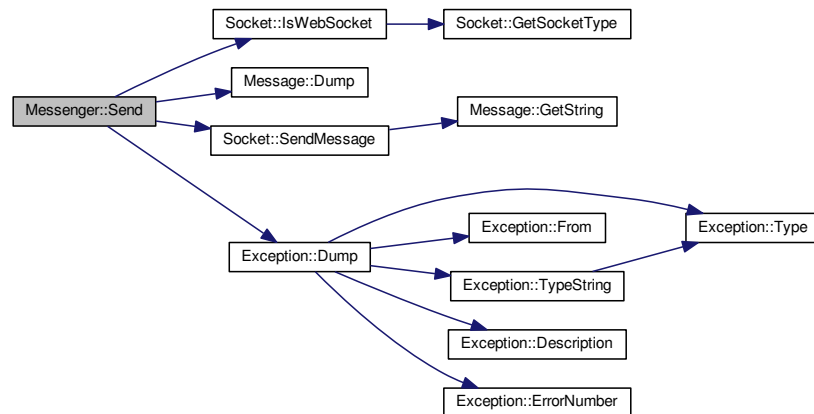 Socket::IsWebSocket
Socket::GetSocketType
Message::Dump
Messenger::Send
Message::GetString
Socket::SendMessage
Exception::From
Exception::Type
Exception::Dump
Exception::TypeString
Exception::Description
Exception::ErrorNumber